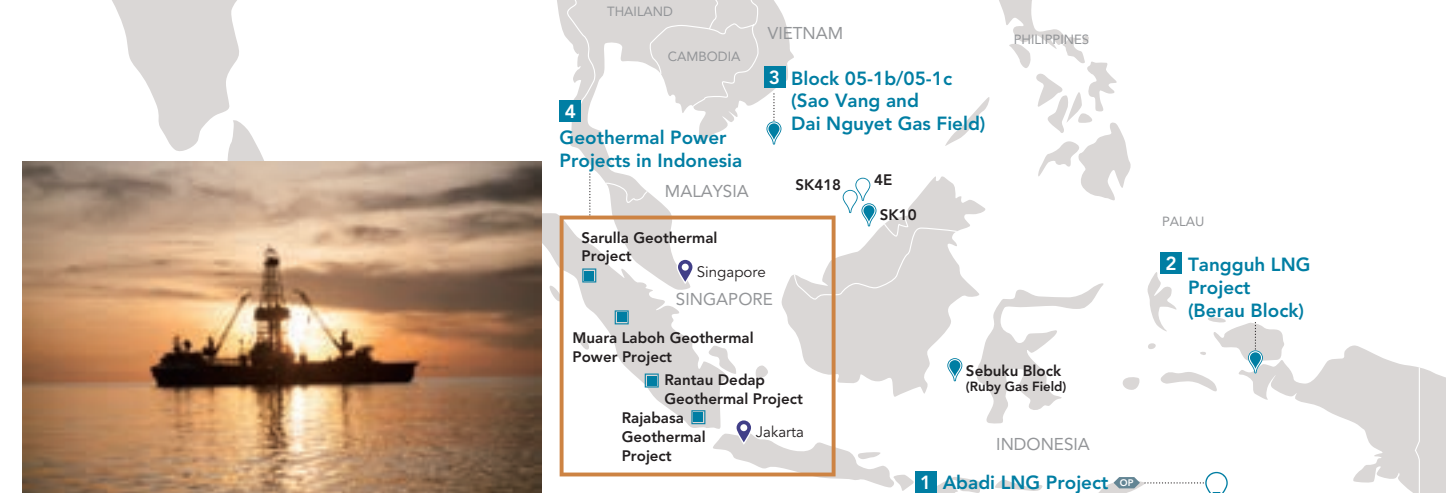 THAILAND
VIETNAM
CAMBODIA
PHILIPPINES
3 Block 05-1b/05-1c
(Sao Vang and
Dai Nguyet Gas Field)
4
Geothermal Power
Projects in Indonesia
MALAYSIA
SK418
4E
SK10
PALAU
Sarulla Geothermal
Project
Singapore
SINGAPORE
2 Tangguh LNG
Project
(Berau Block)
Muara Laboh Geothermal
Power Project
Sebuku Block
(Ruby Gas Field)
Rantau Dedap
Geothermal Project
Rajabasa
Geothermal
Project
Jakarta
INDONESIA
1 Abadi LNG Project OP